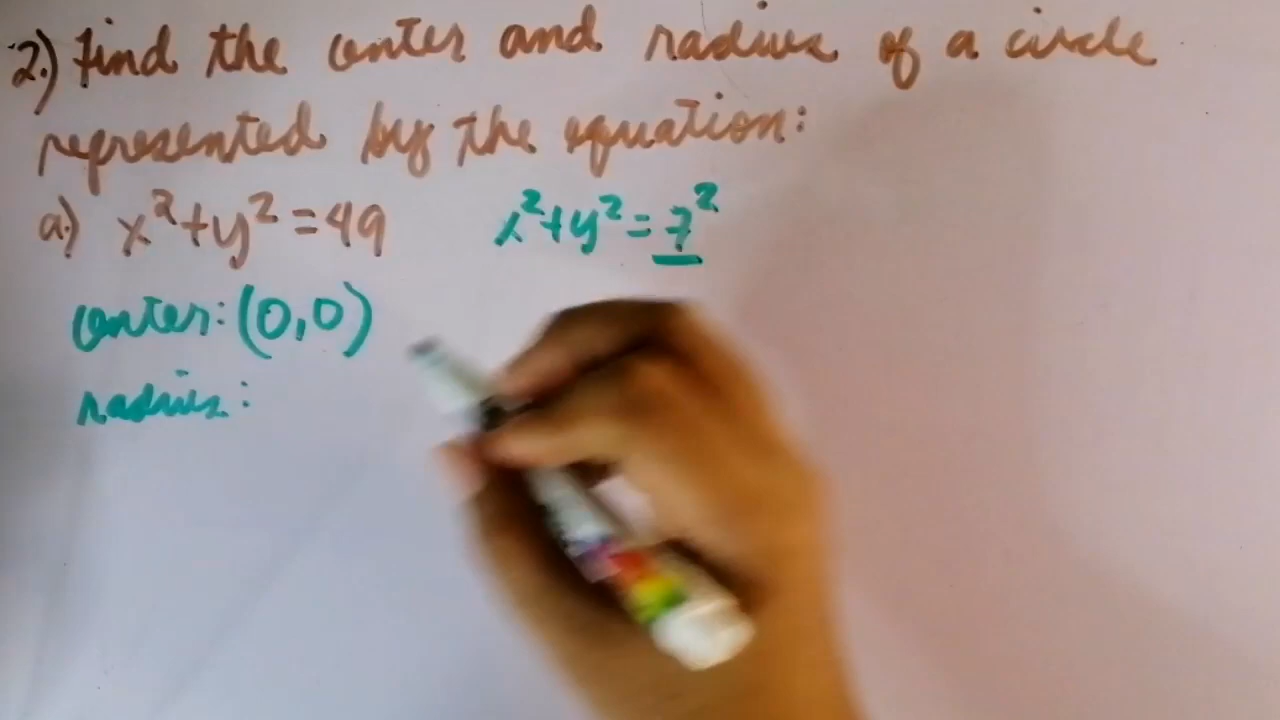 2.) Find the center and radius of a circle
represented by the equation:
a.) x²+y²=49 x²+y²=7²
center: (0,0)
radius: